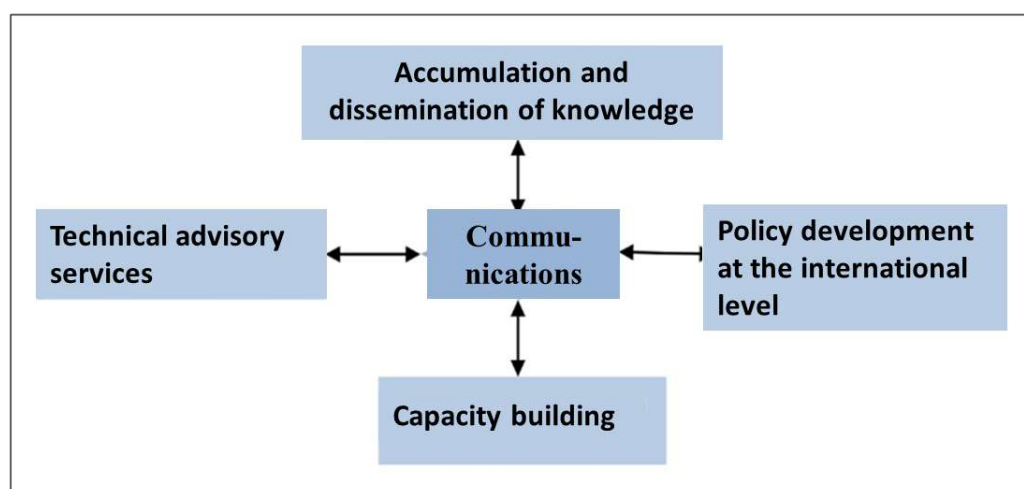 Accumulation and
dissemination of knowledge
Technical advisory
services
Commu-
nications
Policy development
at the international
level
Capacity building